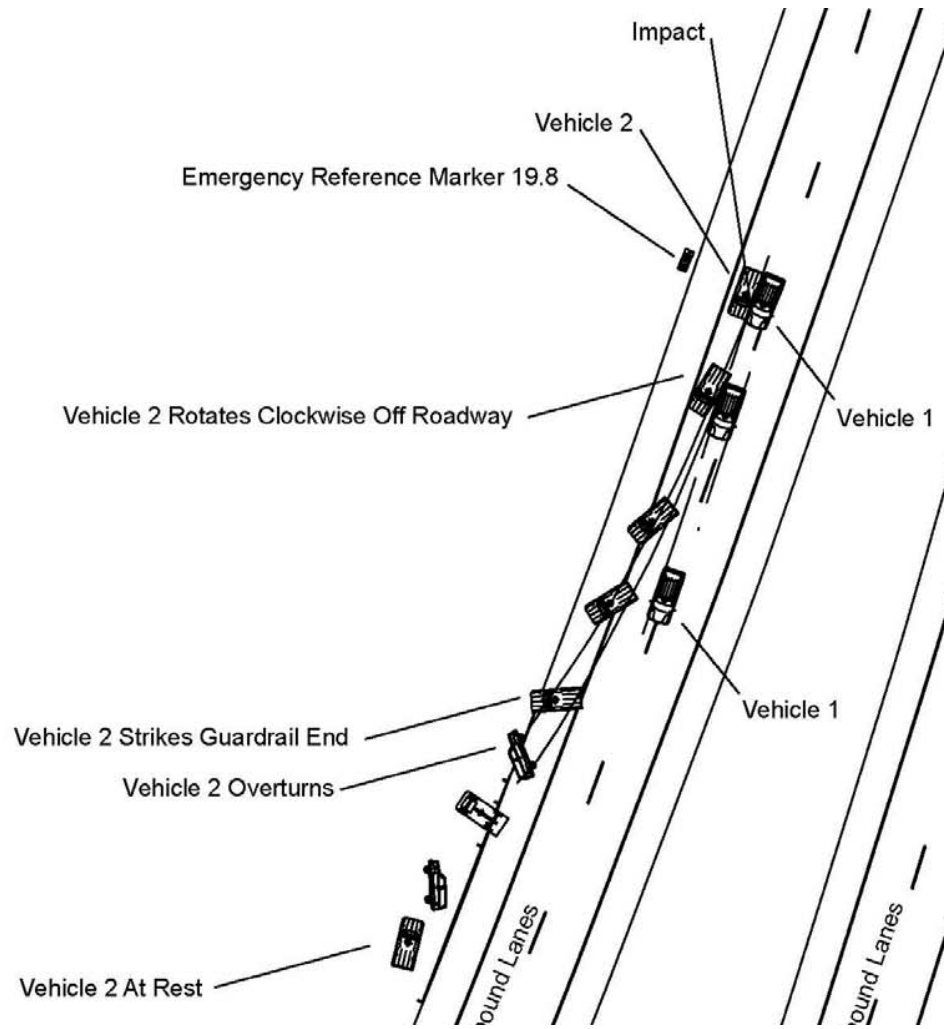 Impact
Vehicle 2
Emergency Reference Marker 19.8
Vehicle 2 Rotates Clockwise Off Roadway
Vehicle 1
Vehicle 1
Vehicle 2 Strikes Guardrail End
Vehicle 2 Overturns
Vehicle 2 At Rest
ound Lanes
ound Lanes